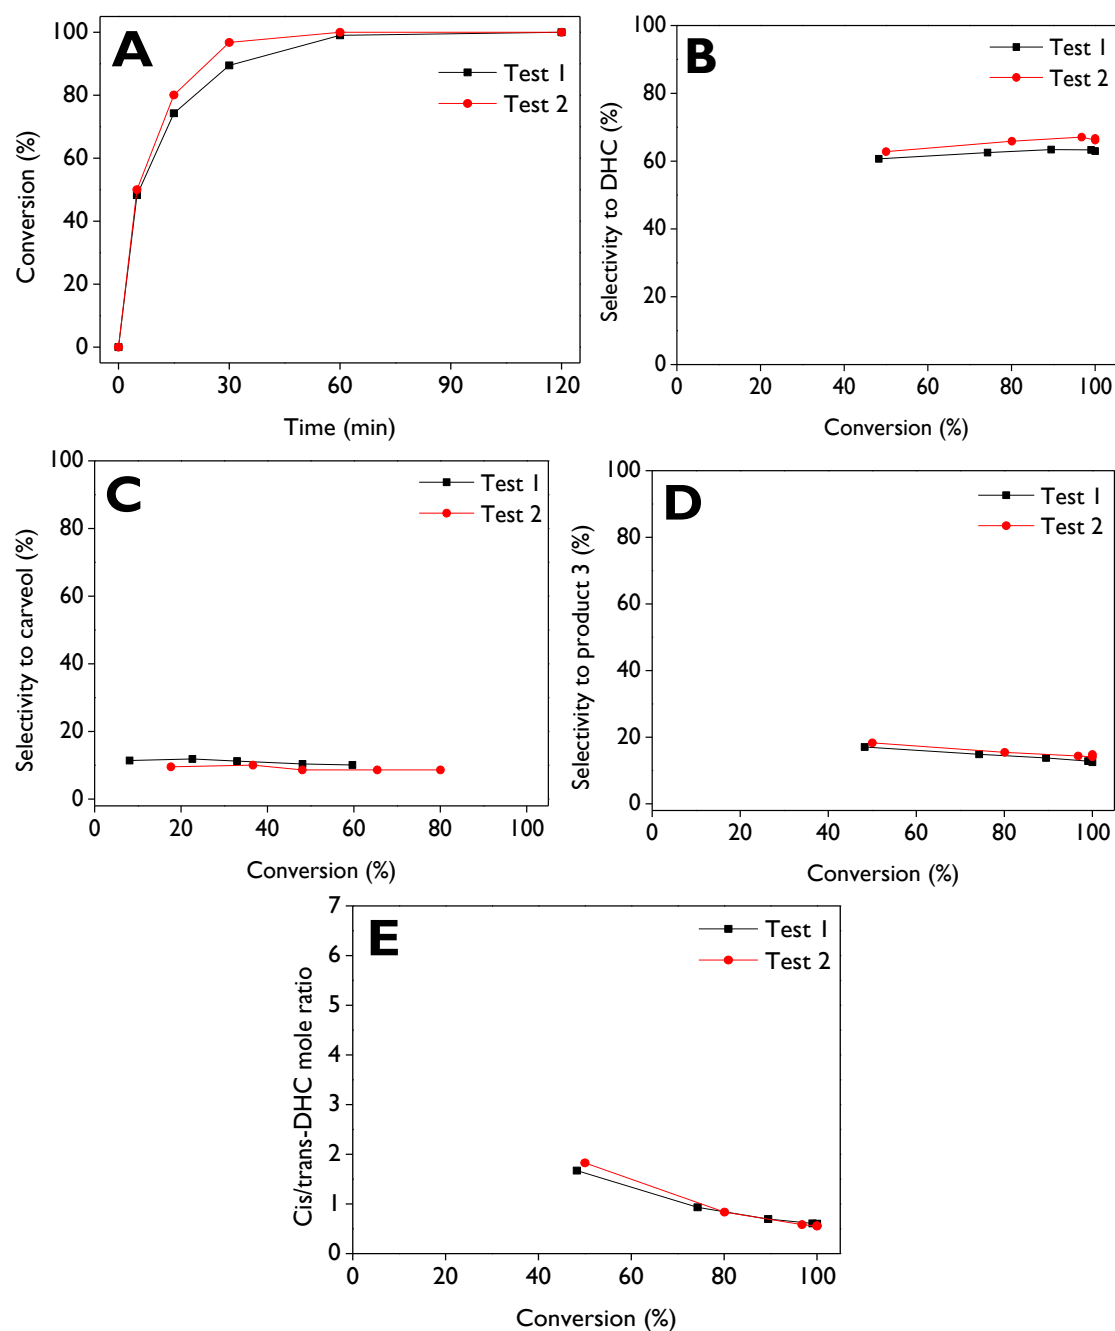 A
Test 1
Test 2
Conversion (%)
100
80
60
40
20
0
0 30 60 90 120
Time (min)
B
Test 1
Test 2
Selectivity to DHC (%)
100
80
60
40
20
0
0 20 40 60 80 100
Conversion (%)
C
Test 1
Test 2
Selectivity to carveol (%)
100
80
60
40
20
0
0 20 40 60 80 100
Conversion (%)
D
Test 1
Test 2
Selectivity to product 3 (%)
100
80
60
40
20
0
0 20 40 60 80 100
Conversion (%)
E
Test 1
Test 2
Cis/trans-DHC mole ratio
7
6
5
4
3
2
1
0
0 20 40 60 80 100
Conversion (%)